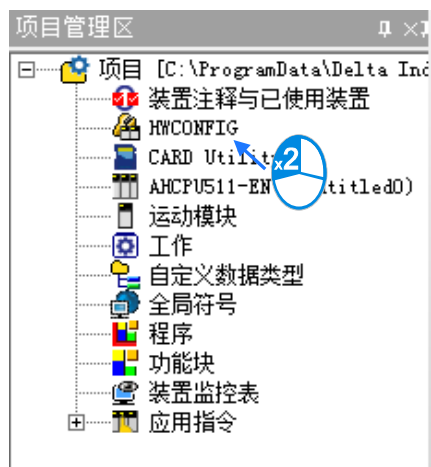 项目管理区
项目 [C:\ProgramData\Delta Ind
装置注释与已使用装置
HWCONFIG
CARD Utility
x2
AHCPU511-EN titled0)
运动模块
工作
自定义数据类型
全局符号
程序
功能块
装置监控表
应用指令